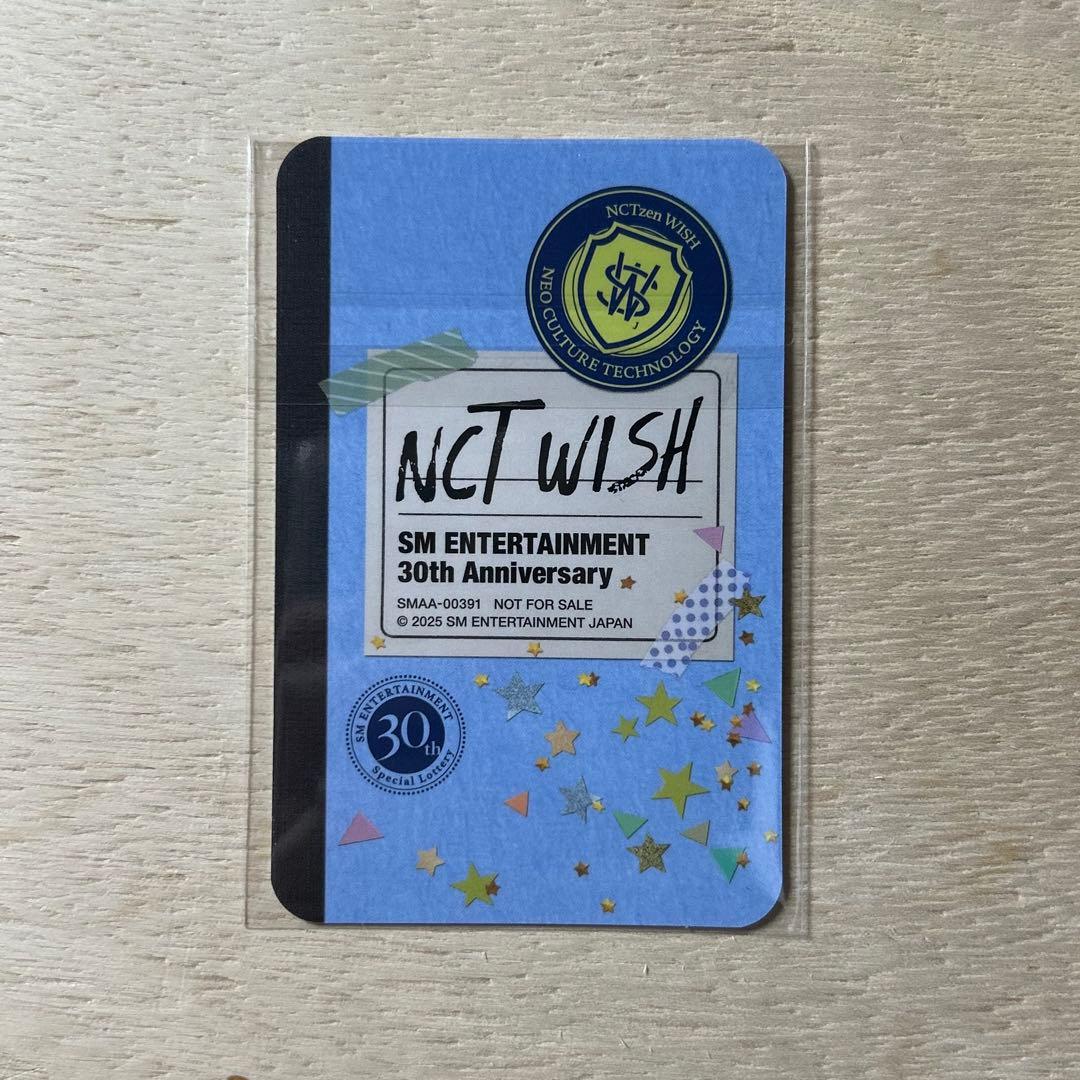 NCTzen WISH
W J
NEO CULTURE TECHNOLOGY
NCT WISH
SM ENTERTAINMENT
30th Anniversary
SMAA-00391 NOT FOR SALE
© 2025 SM ENTERTAINMENT JAPAN
SM ENTERTAINMENT
30th
Special Lottery